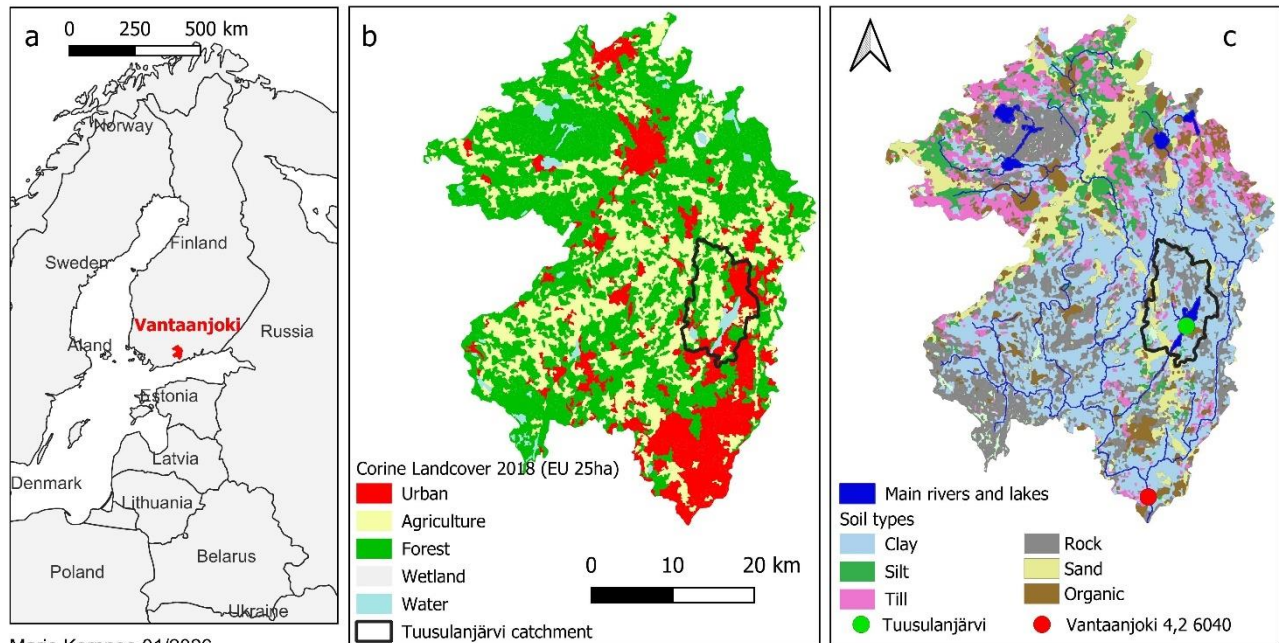 a
0 250 500 km
Norway
Finland
Sweden
Vantaanjoki
Russia
Aland
Estonia
Latvia
Denmark
Lithuania
Belarus
Poland
Ukraine
b
Corine Landcover 2018 (EU 25ha)
Urban
Agriculture
Forest
Wetland
Water
Tuusulanjärvi catchment
0 10 20 km
c
Main rivers and lakes
Soil types
Clay
Silt
Till
Rock
Sand
Organic
Tuusulanjärvi
Vantaanjoki 4,2 6040